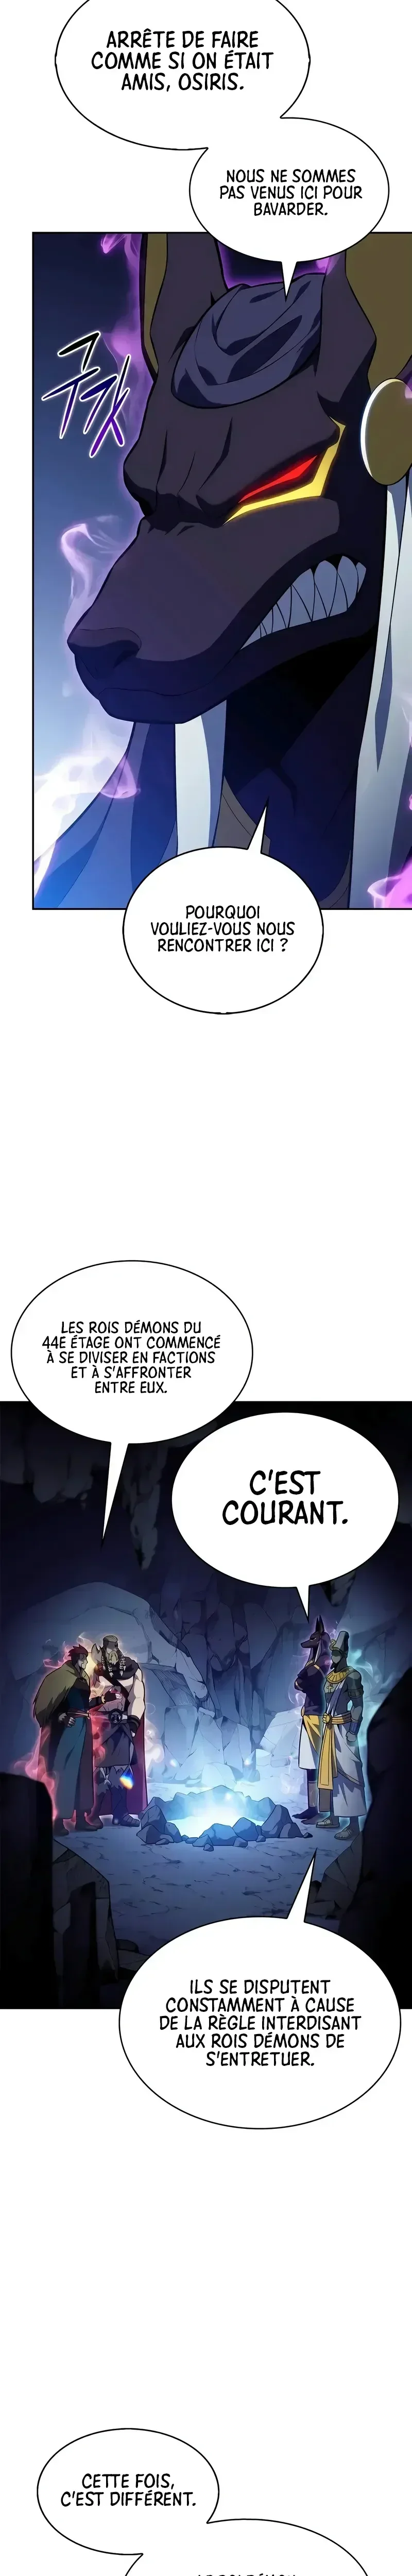 ARRÊTE DE FAIRE
COMME SI ON ÉTAIT
AMIS, OSIRIS.
NOUS NE SOMMES
PAS VENUS ICI POUR
BAVARDER.
POURQUOI
VOULIEZ-VOUS NOUS
RENCONTRER ICI ?
LES ROIS DÉMONS DU
44E ÉTAGE ONT COMMENCÉ
À SE DIVISER EN FACTIONS
ET À S'AFFRONTER
ENTRE EUX.
C'EST
COURANT.
ILS SE DISPUTENT
CONSTAMMENT À CAUSE
DE LA RÈGLE INTERDISANT
AUX ROIS DÉMONS DE
S'ENTRETUER.
CETTE FOIS,
C'EST DIFFÉRENT.